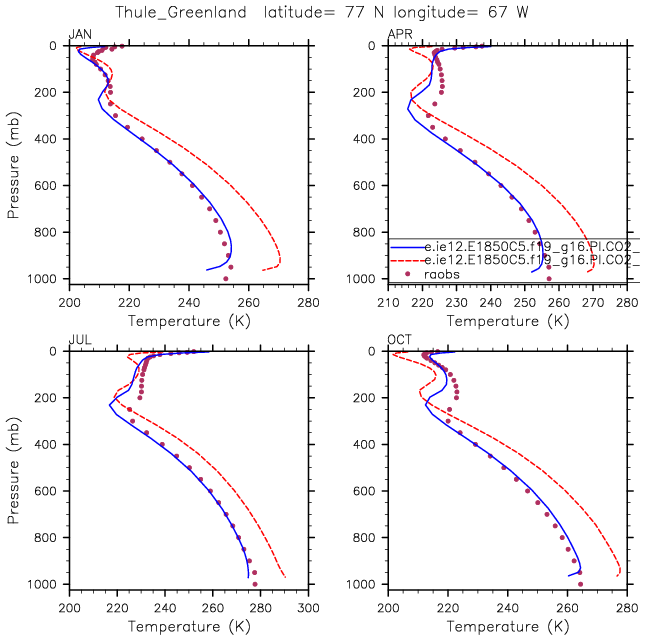 Thule_Greenland latitude= 77 N longitude= 67 W
JAN
0
200
400
600
800
1000
Pressure (mb)
200 220 240 260 280
Temperature (K)
APR
0
200
400
600
800
1000
e.ie12.E1850C5.f19_g16.PI.CO2_
e.ie12.E1850C5.f19_g16.PI.CO2_
raobs
210 220 230 240 250 260 270 280
Temperature (K)
JUL
0
200
400
600
800
1000
Pressure (mb)
200 220 240 260 280 300
Temperature (K)
OCT
0
200
400
600
800
1000
200 220 240 260 280
Temperature (K)